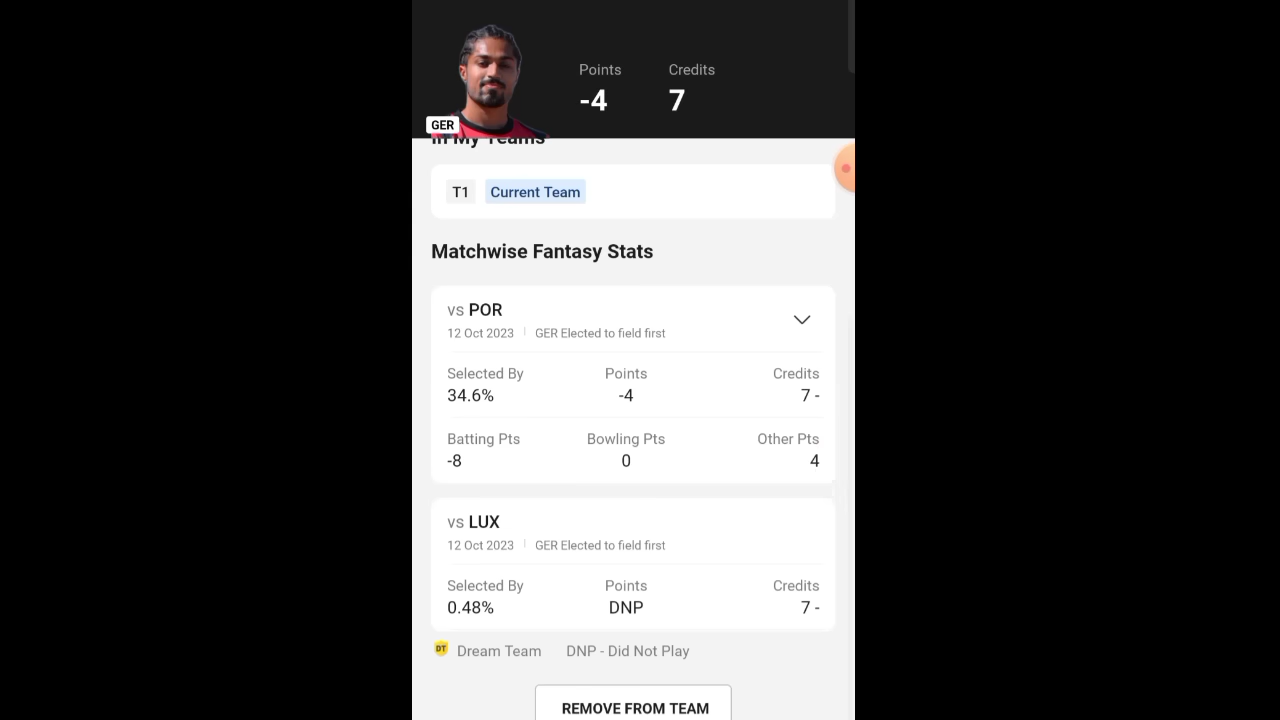 Points Credits
-4 7
GER
In My Teams
T1 Current Team
Matchwise Fantasy Stats
vs POR
12 Oct 2023 GER Elected to field first
Selected By Points Credits
34.6% -4 7 -
Batting Pts Bowling Pts Other Pts
-8 0 4
vs LUX
12 Oct 2023 GER Elected to field first
Selected By Points Credits
0.48% DNP 7 -
DT Dream Team DNP - Did Not Play
REMOVE FROM TEAM